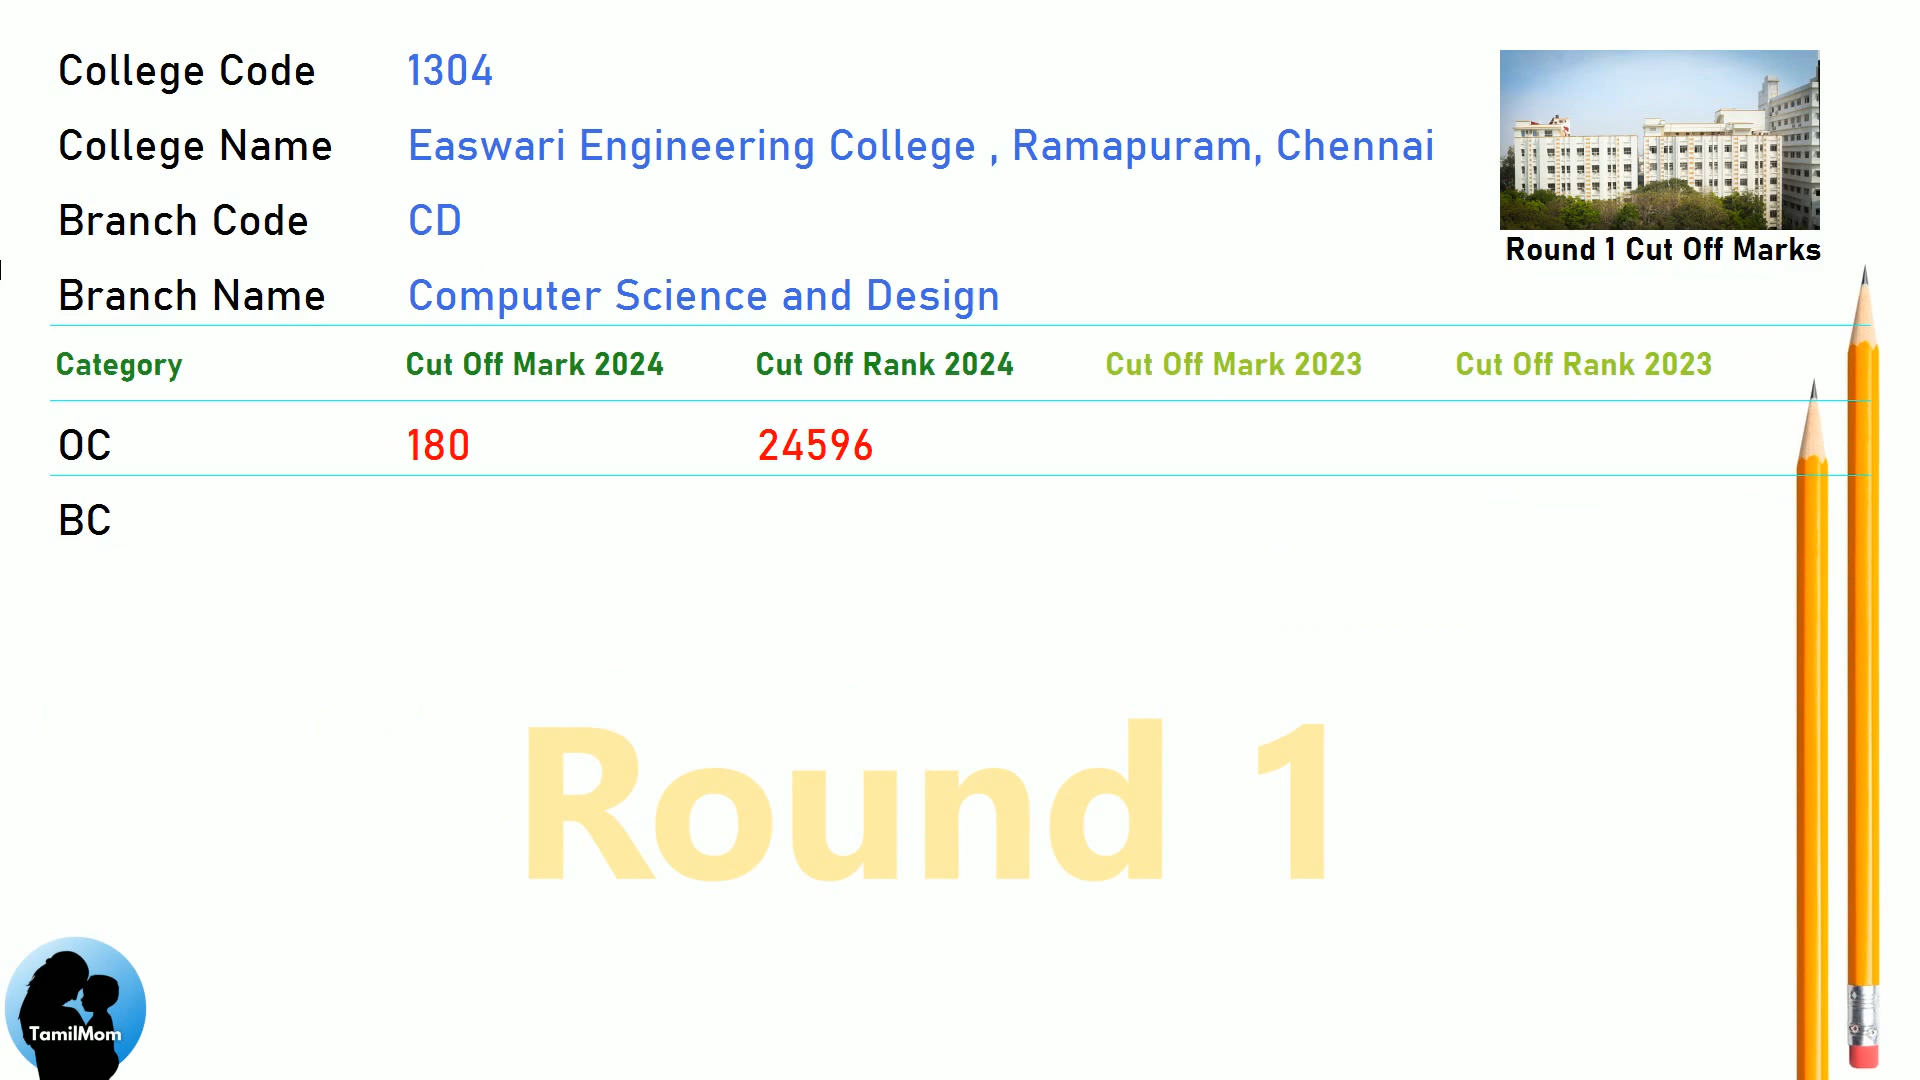 College Code 1304
College Name Easwari Engineering College , Ramapuram, Chennai
Branch Code CD
Round 1 Cut Off Marks
Branch Name Computer Science and Design
Category Cut Off Mark 2024 Cut Off Rank 2024 Cut Off Mark 2023 Cut Off Rank 2023
OC 180 24596
BC
Round 1
TamilMom